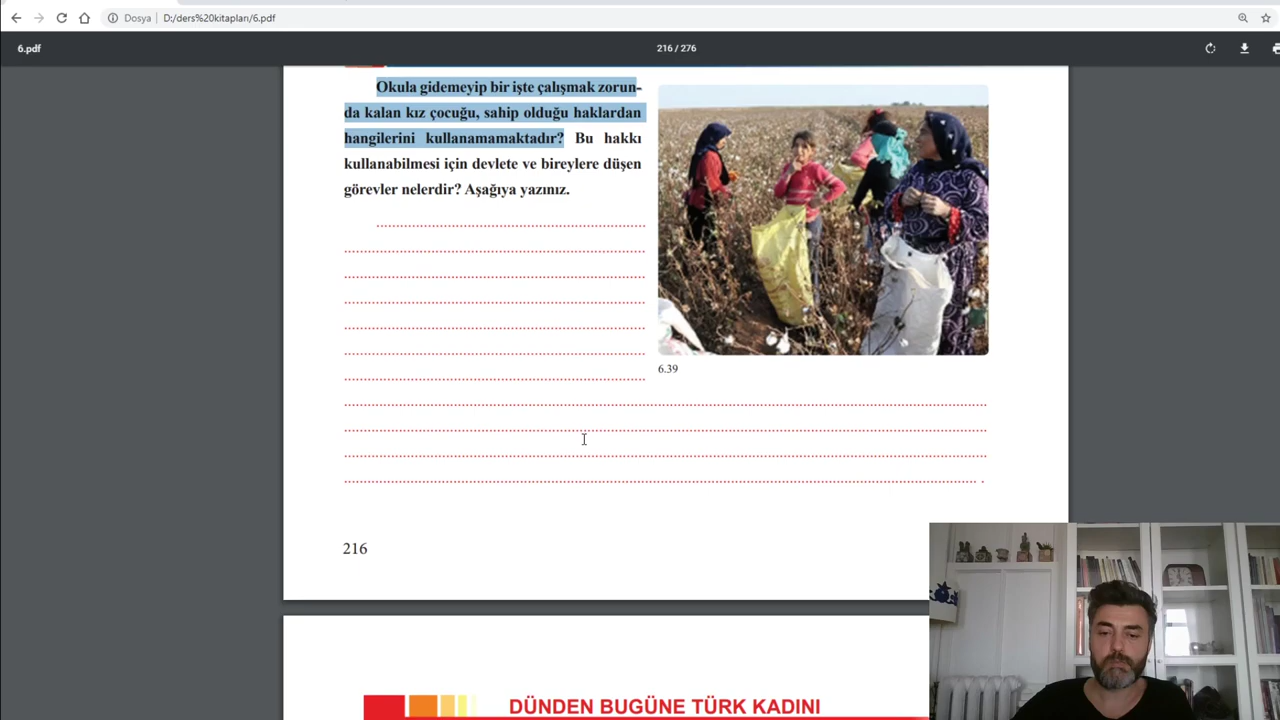 Dosya
D:/ders%20kitapları/6.pdf
6.pdf
216 / 276
Okula gidemeyip bir işte çalışmak zorun-
da kalan kız çocuğu, sahip olduğu haklardan
hangilerini kullanamamaktadır? Bu hakkı
kullanabilmesi için devlete ve bireylere düşen
görevler nelerdir? Aşağıya yazınız.
6.39
216
DÜNDEN BUGÜNE TÜRK KADINI